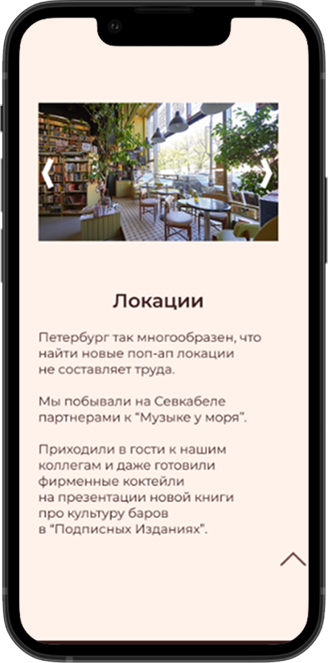 Локации
Петербург так многообразен, что
найти новые поп-ап локации
не составляет труда.
Мы побывали на Севкабеле
партнерами к “Музыке у моря”.
Приходили в гости к нашим
коллегам и даже готовили
фирменные коктейли
на презентации новой книги
про культуру баров
в “Подписных Изданиях”.